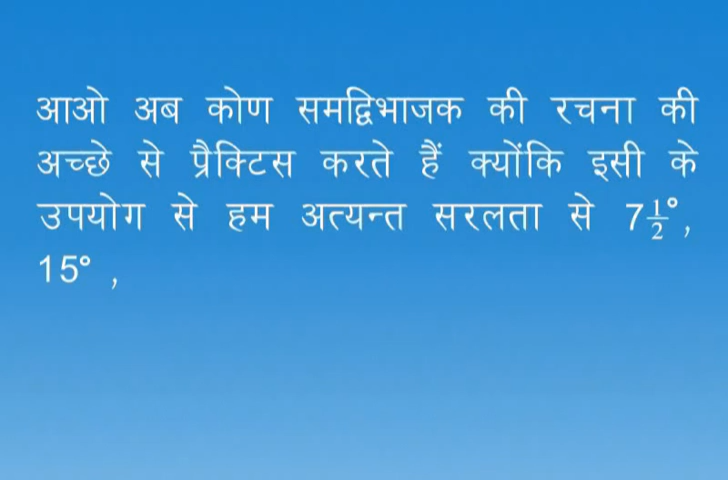 आओ अब कोण समद्विभाजक की रचना की
अच्छे से प्रैक्टिस करते हैं क्योंकि इसी के
उपयोग से हम अत्यन्त सरलता से 7½°,
15° ,